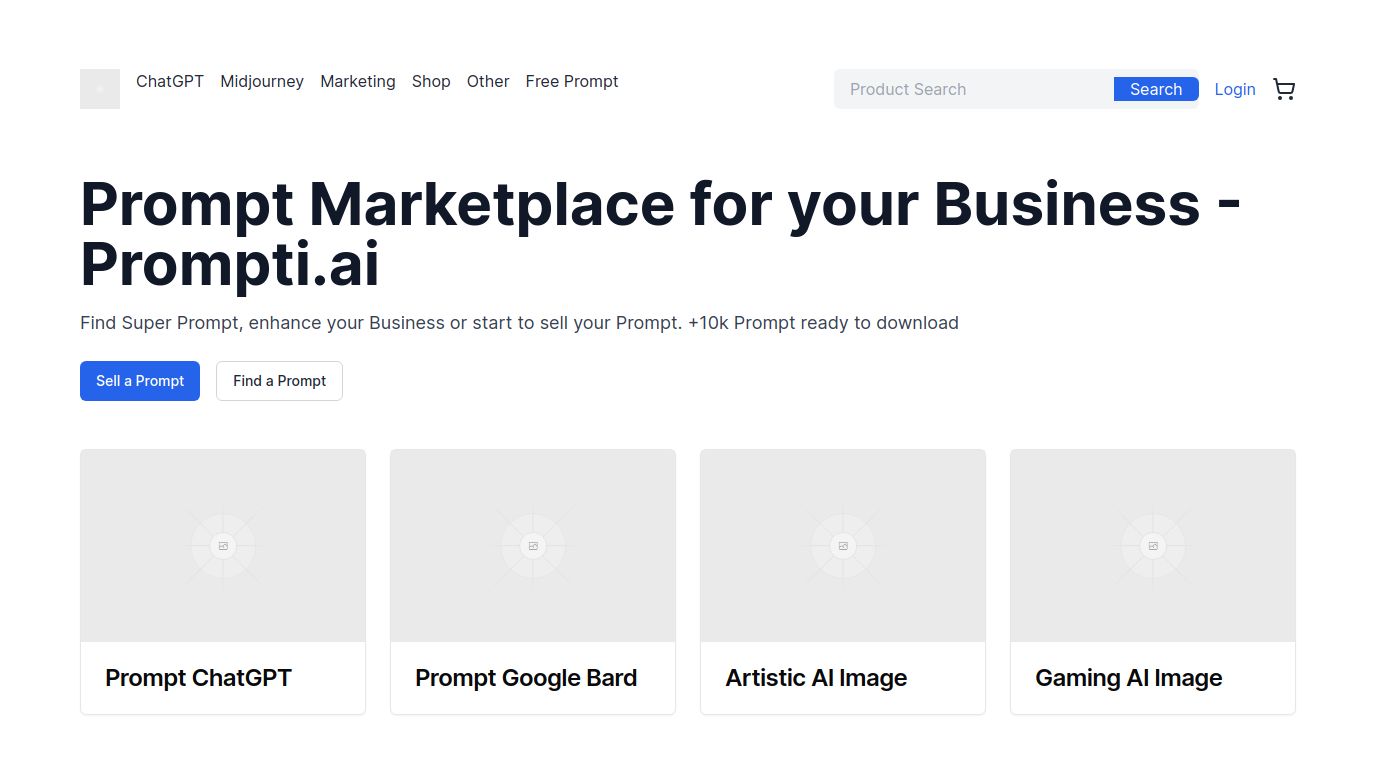 ChatGPT Midjourney Marketing Shop Other Free Prompt
Product Search Search Login
Prompt Marketplace for your Business -
Prompti.ai
Find Super Prompt, enhance your Business or start to sell your Prompt. +10k Prompt ready to download
Sell a Prompt Find a Prompt
Prompt ChatGPT
Prompt Google Bard
Artistic AI Image
Gaming AI Image